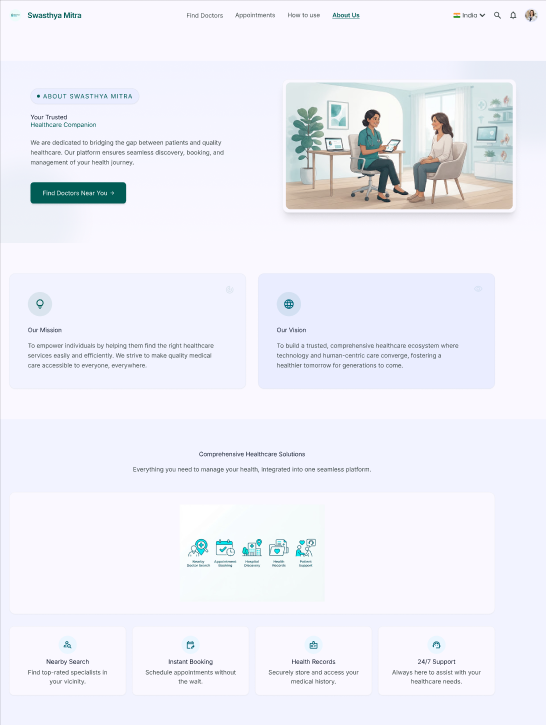 Swasthya Mitra
Find Doctors
Appointments
How to use
About Us
India
ABOUT SWASTHYA MITRA
Your Trusted
Healthcare Companion
We are dedicated to bridging the gap between patients and quality
healthcare. Our platform ensures seamless discovery, booking, and
management of your health journey.
Find Doctors Near You →
Our Mission
To empower individuals by helping them find the right healthcare
services easily and efficiently. We strive to make quality medical
care accessible to everyone, everywhere.
Our Vision
To build a trusted, comprehensive healthcare ecosystem where
technology and human-centric care converge, fostering a
healthier tomorrow for generations to come.
Comprehensive Healthcare Solutions
Everything you need to manage your health, integrated into one seamless platform.
Nearby
Doctor Search
Appointment
Booking
Hospital
Discovery
Health
Records
Patient
Support
Nearby Search
Find top-rated specialists in
your vicinity.
Instant Booking
Schedule appointments without
the wait.
Health Records
Securely store and access your
medical history.
24/7 Support
Always here to assist with your
healthcare needs.